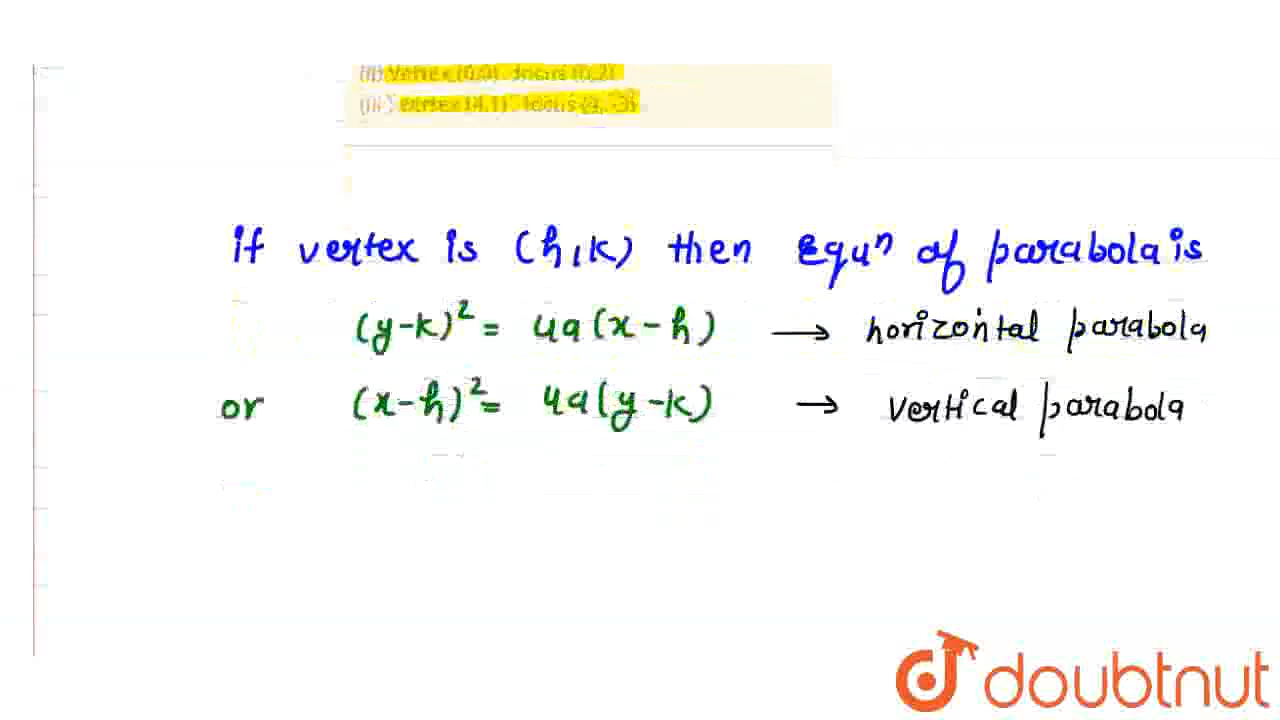 (ii) Vertex (0,0) : focus (0,2)
(iii) vertex (4,1) : focus
if vertex is (h,k) then Equⁿ of parabola is
(y-k)² = 4a(x-h) → horizontal parabola
or (x-h)² = 4a(y-k) → vertical parabola
doubtnut